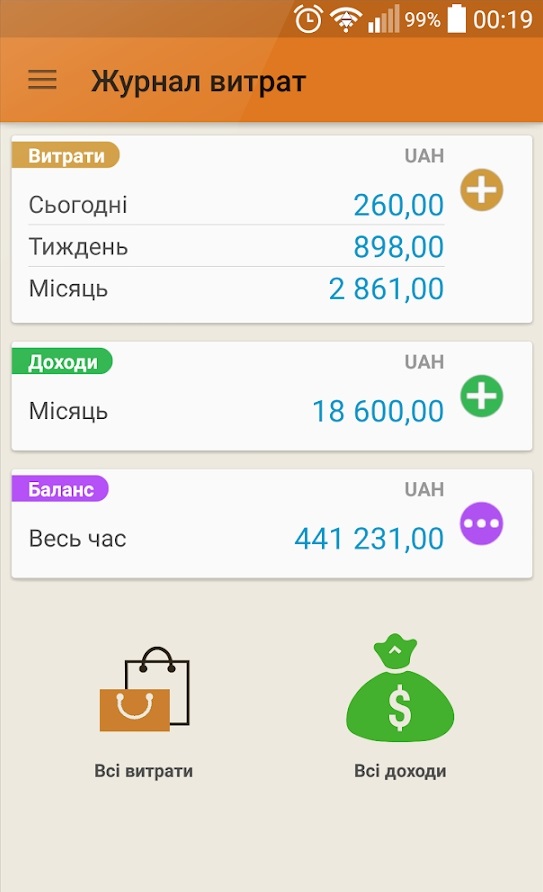 99% 00:19
Журнал витрат
Витрати UAH
Сьогодні 260,00
Тиждень 898,00
Місяць 2 861,00
Доходи UAH
Місяць 18 600,00
Баланс UAH
Весь час 441 231,00
$
Всі витрати Всі доходи